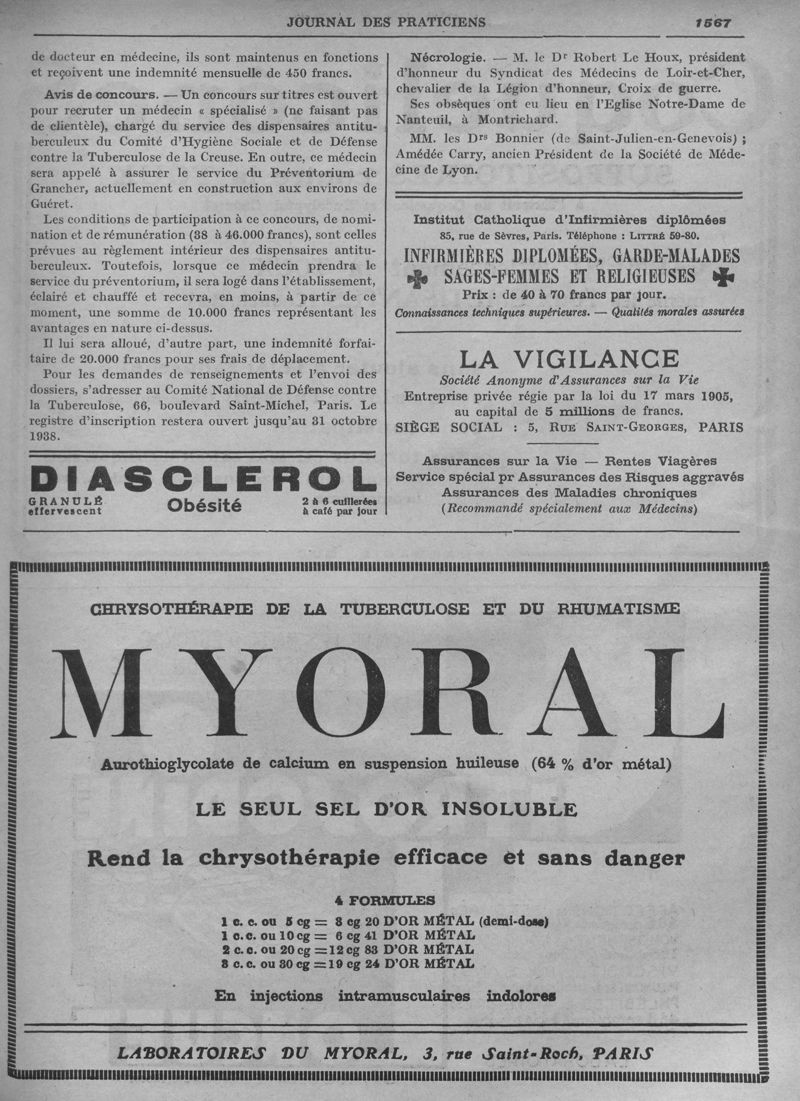 JOURNAL DES PRATICIENS 1567
de docteur en médecine, ils sont maintenus en fonctions
et reçoivent une indemnité mensuelle de 450 francs.
Avis de concours. — Un concours sur titres est ouvert
pour recruter un médecin « spécialisé » (ne faisant pas
de clientèle), chargé du service des dispensaires antitu-
berculeux du Comité d'Hygiène Sociale et de Défense
contre la Tuberculose de la Creuse. En outre, ce médecin
sera appelé à assurer le service du Préventorium de
Grancher, actuellement en construction aux environs de
Guéret.
Les conditions de participation à ce concours, de nomi-
nation et de rémunération (38 à 46.000 francs), sont celles
prévues au règlement intérieur des dispensaires antitu-
berculeux. Toutefois, lorsque ce médecin prendra le
service du préventorium, il sera logé dans l'établissement,
éclairé et chauffé et recevra, en moins, à partir de ce
moment, une somme de 10.000 francs représentant les
avantages en nature ci-dessus.
Il lui sera alloué, d'autre part, une indemnité forfai-
taire de 20.000 francs pour ses frais de déplacement.
Pour les demandes de renseignements et l'envoi des
dossiers, s'adresser au Comité National de Défense contre
la Tuberculose, 66, boulevard Saint-Michel, Paris. Le
registre d'inscription restera ouvert jusqu'au 31 octobre
1938.
DIASCLEROL
GRANULÉ
effervescent
Obésité
2 à 6 cuillerées
à café par jour
Nécrologie. — M. le Dr Robert Le Houx, président
d'honneur du Syndicat des Médecins de Loir-et-Cher,
chevalier de la Légion d'honneur, Croix de guerre.
Ses obsèques ont eu lieu en l'Eglise Notre-Dame de
Nanteuil, à Montrichard.
MM. les Drs Bonnier (de Saint-Julien-en-Genevois) ;
Amédée Carry, ancien Président de la Société de Méde-
cine de Lyon.
Institut Catholique d'Infirmières diplômées
85, rue de Sèvres, Paris. Téléphone : LITTRÉ 59-80.
INFIRMIÈRES DIPLOMÉES, GARDE-MALADES
SAGES-FEMMES ET RELIGIEUSES
Prix : de 40 à 70 francs par jour.
Connaissances techniques supérieures. — Qualités morales assurées
LA VIGILANCE
Société Anonyme d'Assurances sur la Vie
Entreprise privée régie par la loi du 17 mars 1905,
au capital de 5 millions de francs.
SIÈGE SOCIAL : 5, RUE SAINT-GEORGES, PARIS
Assurances sur la Vie — Rentes Viagères
Service spécial pr Assurances des Risques aggravés
Assurances des Maladies chroniques
(Recommandé spécialement aux Médecins)
CHRYSOTHÉRAPIE DE LA TUBERCULOSE ET DU RHUMATISME
MYORAL
Aurothioglycolate de calcium en suspension huileuse (64 % d'or métal)
LE SEUL SEL D'OR INSOLUBLE
Rend la chrysothérapie efficace et sans danger
4 FORMULES
1 c. c. ou 5 cg = 3 cg 20 D'OR MÉTAL (demi-dose)
1 c. c. ou 10 cg = 6 cg 41 D'OR MÉTAL
2 c. c. ou 20 cg = 12 cg 83 D'OR MÉTAL
3 c. c. ou 30 cg = 19 cg 24 D'OR MÉTAL
En injections intramusculaires indolores
LABORATOIRES DU MYORAL, 3, rue Saint-Roch, PARIS